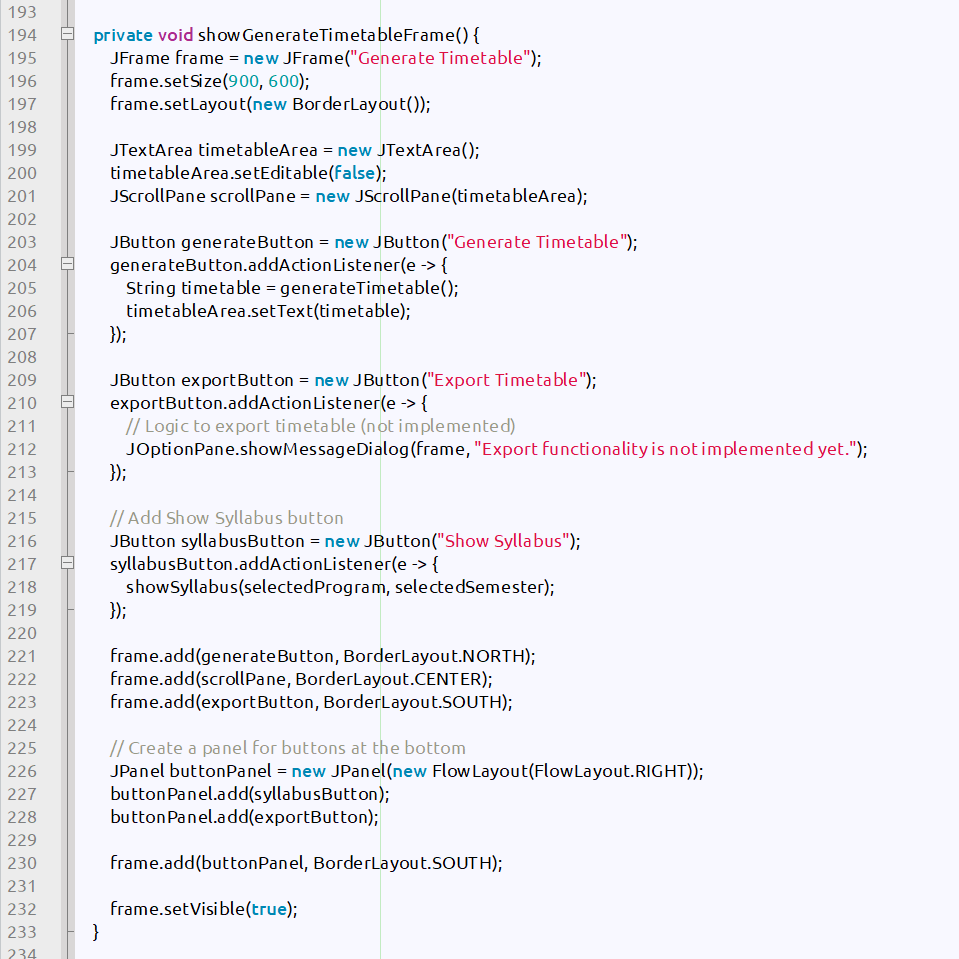 193
194 private void showGenerateTimetableFrame() {
195 JFrame frame = new JFrame("Generate Timetable");
196 frame.setSize(900, 600);
197 frame.setLayout(new BorderLayout());
198
199 JTextArea timetableArea = new JTextArea();
200 timetableArea.setEditable(false);
201 JScrollPane scrollPane = new JScrollPane(timetableArea);
202
203 JButton generateButton = new JButton("Generate Timetable");
204 generateButton.addActionListener(e -> {
205 String timetable = generateTimetable();
206 timetableArea.setText(timetable);
207 });
208
209 JButton exportButton = new JButton("Export Timetable");
210 exportButton.addActionListener(e -> {
211 // Logic to export timetable (not implemented)
212 JOptionPane.showMessageDialog(frame, "Export functionality is not implemented yet.");
213 });
214
215 // Add Show Syllabus button
216 JButton syllabusButton = new JButton("Show Syllabus");
217 syllabusButton.addActionListener(e -> {
218 showSyllabus(selectedProgram, selectedSemester);
219 });
220
221 frame.add(generateButton, BorderLayout.NORTH);
222 frame.add(scrollPane, BorderLayout.CENTER);
223 frame.add(exportButton, BorderLayout.SOUTH);
224
225 // Create a panel for buttons at the bottom
226 JPanel buttonPanel = new JPanel(new FlowLayout(FlowLayout.RIGHT));
227 buttonPanel.add(syllabusButton);
228 buttonPanel.add(exportButton);
229
230 frame.add(buttonPanel, BorderLayout.SOUTH);
231
232 frame.setVisible(true);
233 }
234